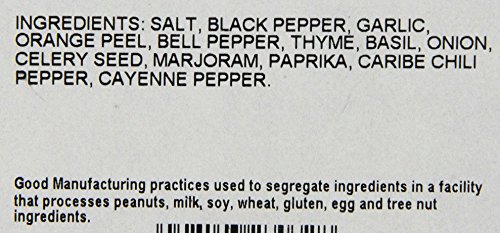 INGREDIENTS: SALT, BLACK PEPPER, GARLIC,
ORANGE PEEL, BELL PEPPER, THYME, BASIL, ONION,
CELERY SEED, MARJORAM, PAPRIKA, CARIBE CHILI
PEPPER, CAYENNE PEPPER.
Good Manufacturing practices used to segregate ingredients in a facility
that processes peanuts, milk, soy, wheat, gluten, egg and tree nut
ingredients.